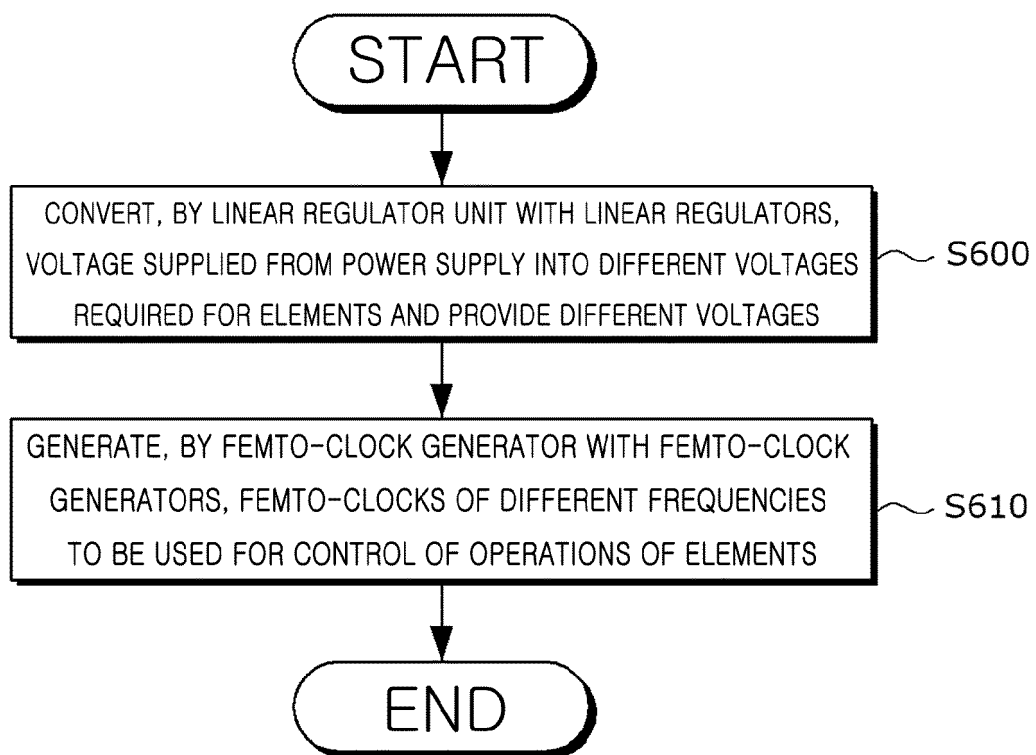 START
CONVERT, BY LINEAR REGULATOR UNIT WITH LINEAR REGULATORS,
VOLTAGE SUPPLIED FROM POWER SUPPLY INTO DIFFERENT VOLTAGES
REQUIRED FOR ELEMENTS AND PROVIDE DIFFERENT VOLTAGES
S600
GENERATE, BY FEMTO-CLOCK GENERATOR WITH FEMTO-CLOCK
GENERATORS, FEMTO-CLOCKS OF DIFFERENT FREQUENCIES
TO BE USED FOR CONTROL OF OPERATIONS OF ELEMENTS
S610
END